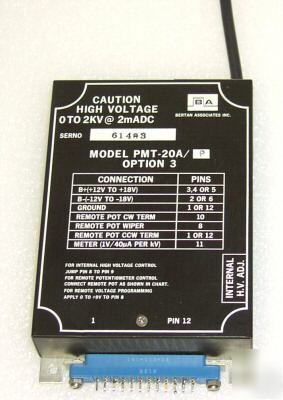 CAUTION
HIGH VOLTAGE
0 TO 2KV @ 2mADC
BA
BERTAN ASSOCIATES INC.
SERNO 61483
MODEL PMT-20A/ P
OPTION 3
CONNECTION PINS
B+(+12V TO +18V) 3,4 OR 5
B-(-12V TO -18V) 2 OR 6
GROUND 1 OR 12
REMOTE POT CW TERM 10
REMOTE POT WIPER 8
REMOTE POT CCW TERM 1 OR 12
METER (1V/40µA PER kV) 11
FOR INTERNAL HIGH VOLTAGE CONTROL
JUMP PIN 8 TO PIN 9
FOR REMOTE POTENTIOMETER CONTROL
CONNECT REMOTE POT AS SHOWN IN CHART.
FOR REMOTE VOLTAGE PROGRAMMING
APPLY 0 TO +9V TO PIN 8
INTERNAL
H.V. ADJ.
1 PIN 12